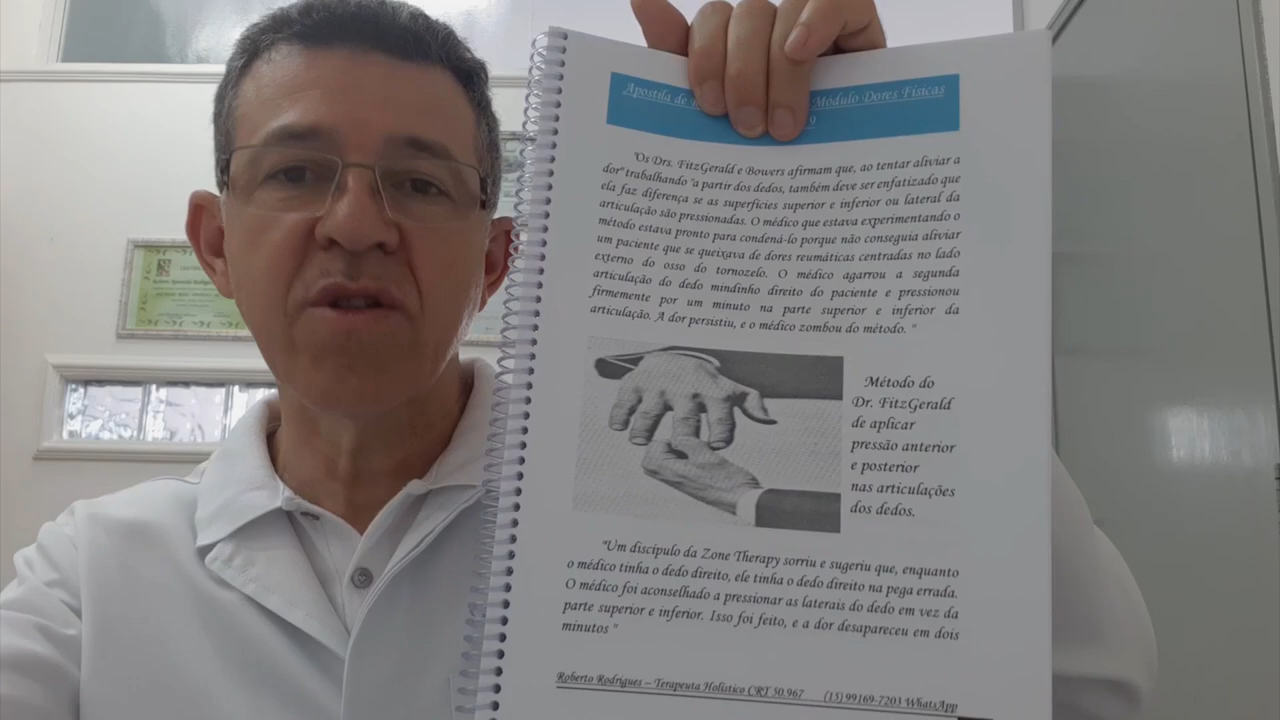 Apostila de Módulo Dores Físicas
9
"Os Drs. FitzGerald e Bowers afirmam que, ao tentar aliviar a
dor" trabalhando "a partir dos dedos, também deve ser enfatizado que
ela faz diferença se as superfícies superior e inferior ou lateral da
articulação são pressionadas. O médico que estava experimentando o
método estava pronto para condená-lo porque não conseguia aliviar
um paciente que se queixava de dores reumáticas centradas no lado
externo do osso do tornozelo. O médico agarrou a segunda
articulação do dedo mindinho direito do paciente e pressionou
firmemente por um minuto na parte superior e inferior da
articulação. A dor persistiu, e o médico zombou do método. "
Método do
Dr. FitzGerald
de aplicar
pressão anterior
e posterior
nas articulações
dos dedos.
"Um discípulo da Zone Therapy sorriu e sugeriu que, enquanto
o médico tinha o dedo direito, ele tinha o dedo direito na pega errada.
O médico foi aconselhado a pressionar as laterais do dedo em vez da
parte superior e inferior. Isso foi feito, e a dor desapareceu em dois
minutos "
Roberto Rodrigues – Terapeuta Holístico CRT 50.967 (15) 99169-7203 WhatsApp